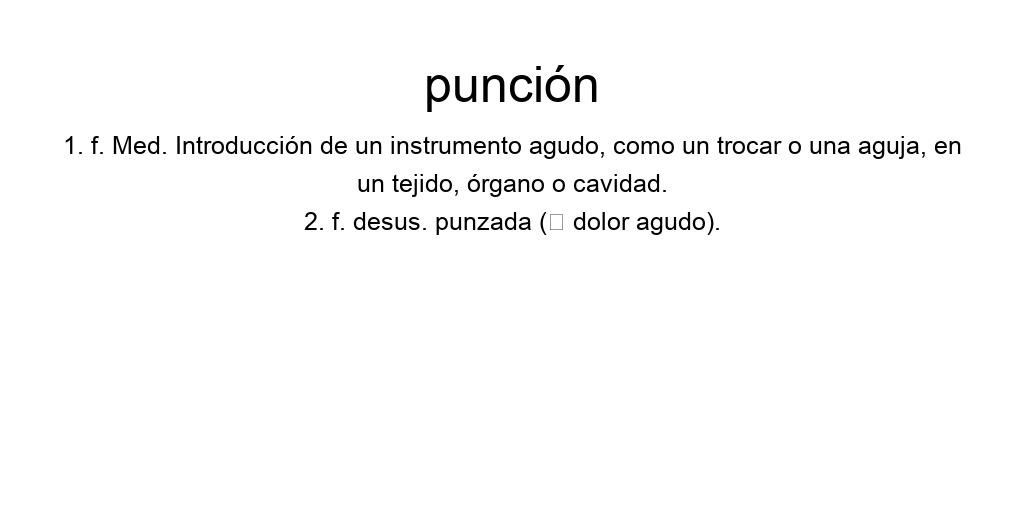 punción
1. f. Med. Introducción de un instrumento agudo, como un trocar o una aguja, en
un tejido, órgano o cavidad.
2. f. desus. punzada (□ dolor agudo).